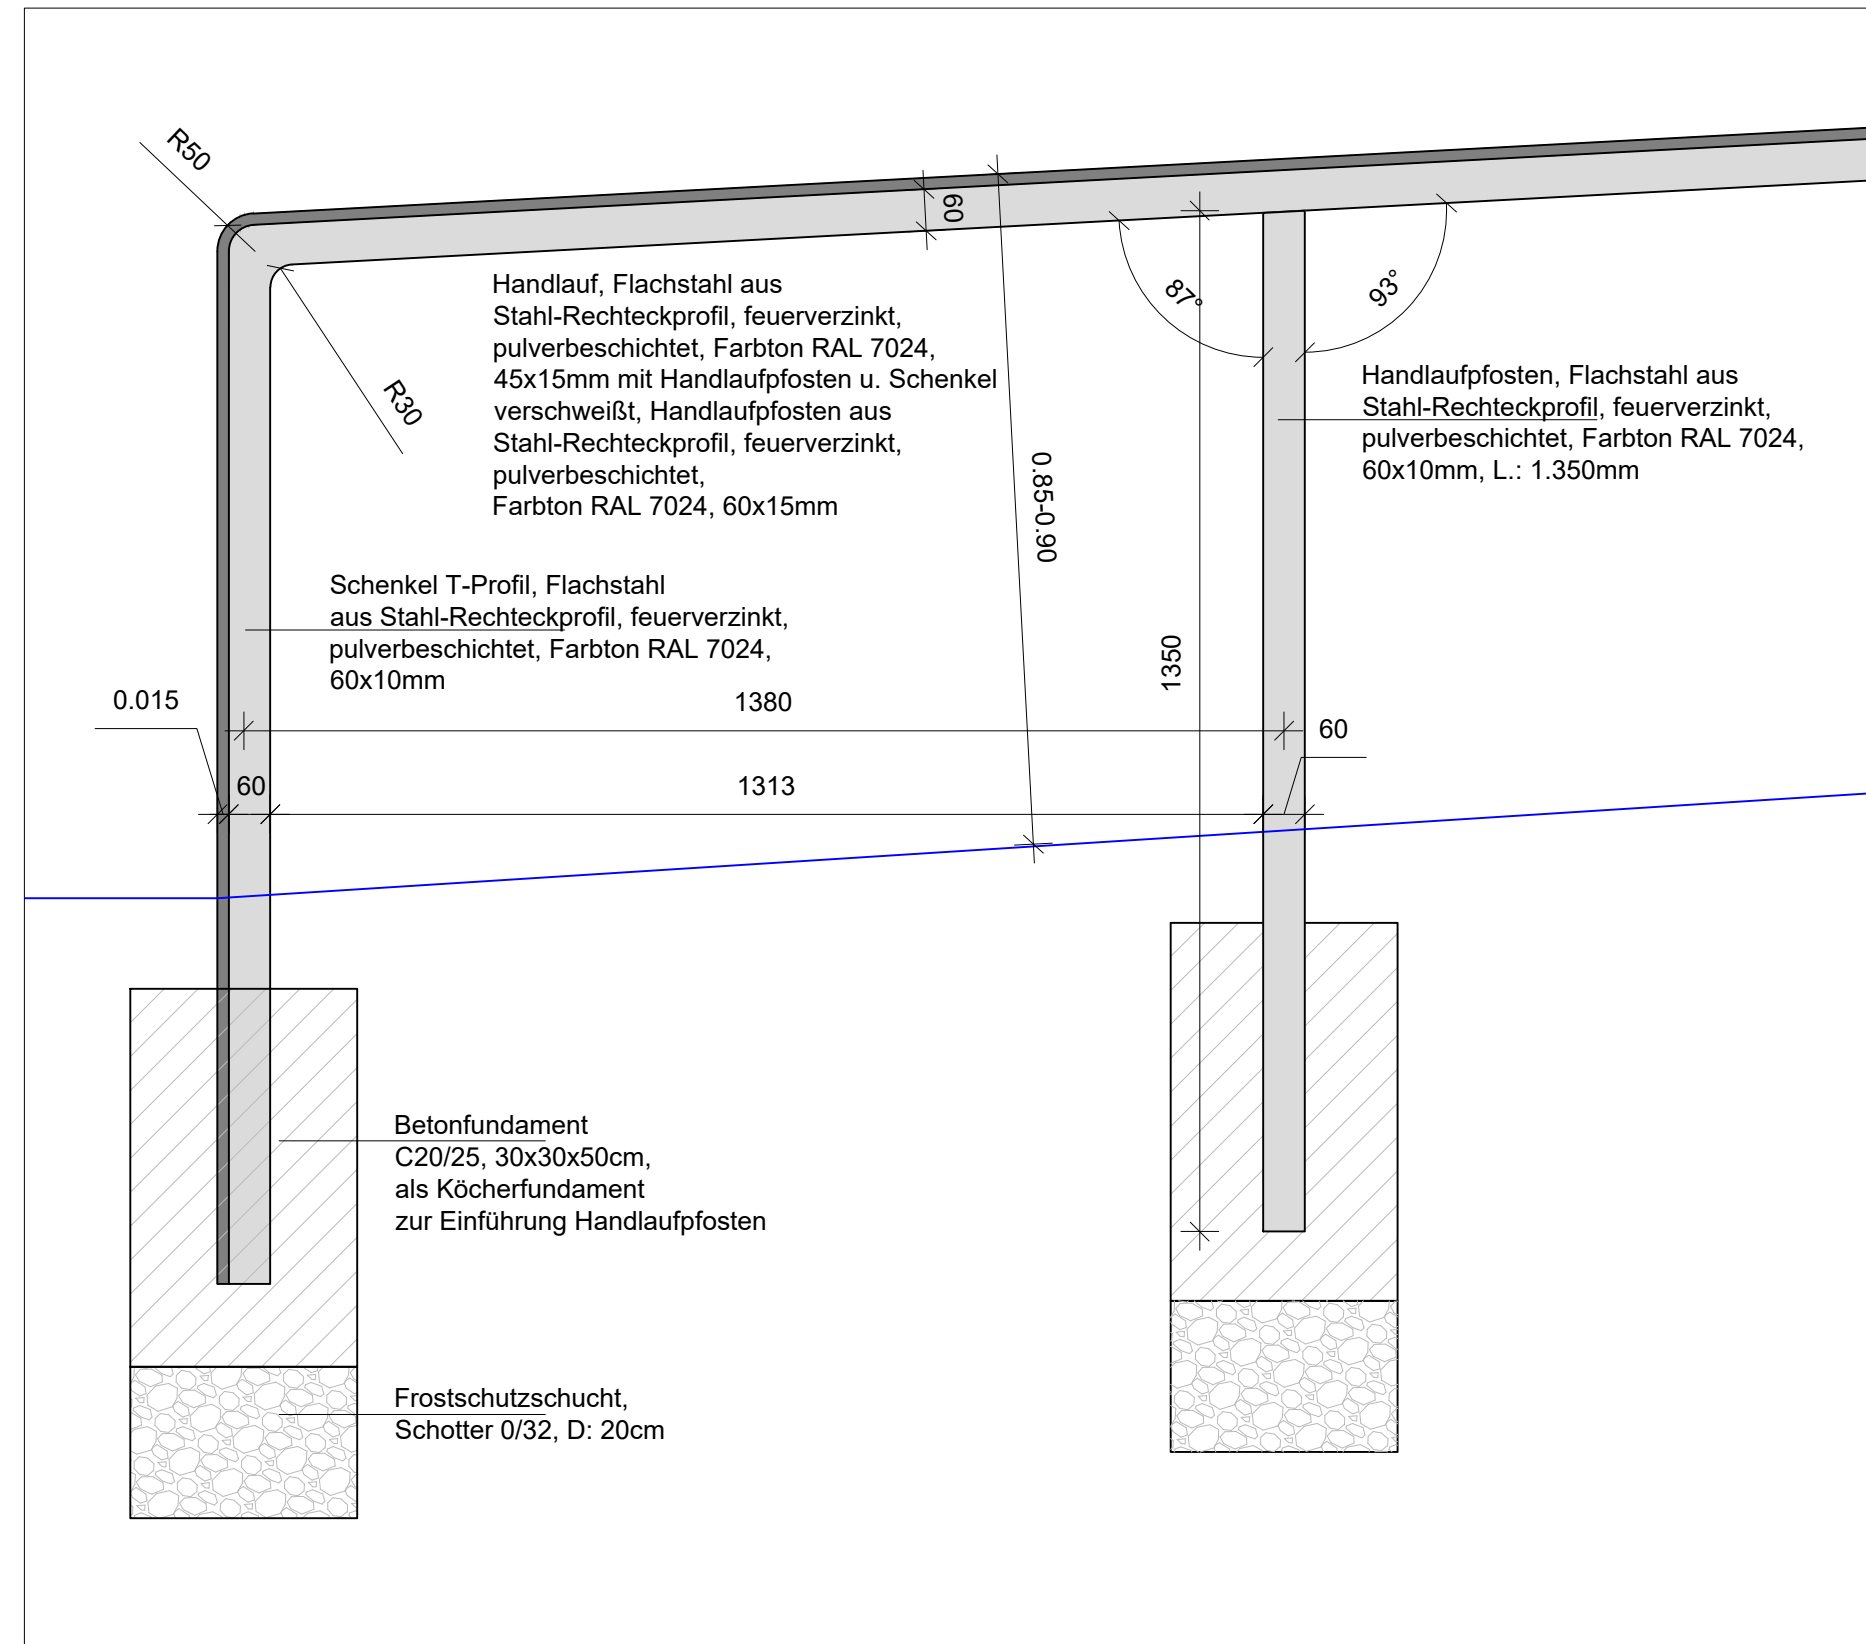 R50
60
Handlauf, Flachstahl aus
Stahl-Rechteckprofil, feuerverzinkt,
pulverbeschichtet, Farbton RAL 7024,
45x15mm mit Handlaufpfosten u. Schenkel
verschweißt, Handlaufpfosten aus
Stahl-Rechteckprofil, feuerverzinkt,
pulverbeschichtet,
Farbton RAL 7024, 60x15mm
87°
93°
R30
Handlaufpfosten, Flachstahl aus
Stahl-Rechteckprofil, feuerverzinkt,
pulverbeschichtet, Farbton RAL 7024,
60x10mm, L.: 1.350mm
0.85-0.90
Schenkel T-Profil, Flachstahl
aus Stahl-Rechteckprofil, feuerverzinkt,
pulverbeschichtet, Farbton RAL 7024,
60x10mm
1350
0.015
1380
60
60
1313
Betonfundament
C20/25, 30x30x50cm,
als Köcherfundament
zur Einführung Handlaufpfosten
Frostschutzschucht,
Schotter 0/32, D: 20cm